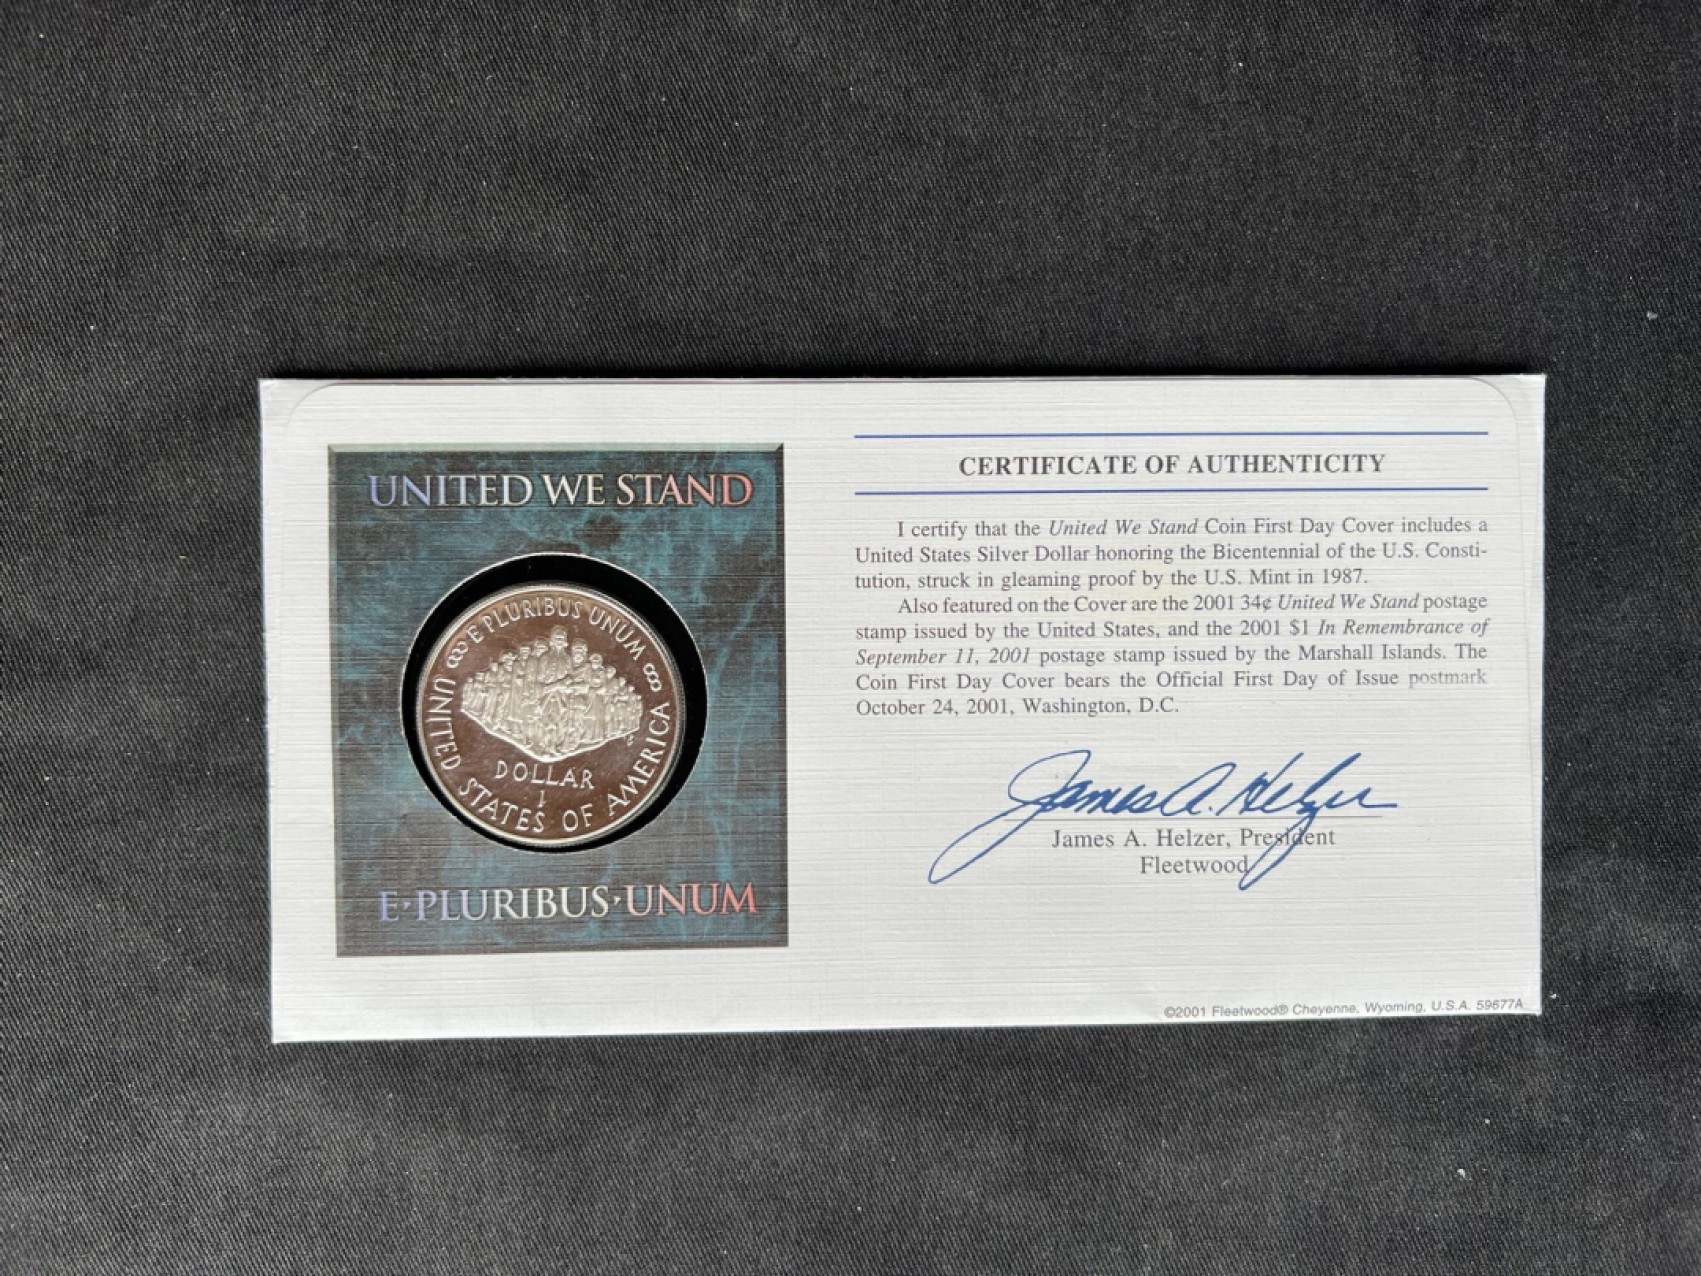 UNITED WE STAND
E PLURIBUS UNUM
DOLLAR
1
UNITED STATES OF AMERICA
E·PLURIBUS·UNUM
CERTIFICATE OF AUTHENTICITY
I certify that the United We Stand Coin First Day Cover includes a
United States Silver Dollar honoring the Bicentennial of the U.S. Consti-
tution, struck in gleaming proof by the U.S. Mint in 1987.
Also featured on the Cover are the 2001 34¢ United We Stand postage
stamp issued by the United States, and the 2001 $1 In Remembrance of
September 11, 2001 postage stamp issued by the Marshall Islands. The
Coin First Day Cover bears the Official First Day of Issue postmark
October 24, 2001, Washington, D.C.
James A. Helzer
James A. Helzer, President
Fleetwood
©2001 Fleetwood® Cheyenne, Wyoming, U.S.A. 59677A